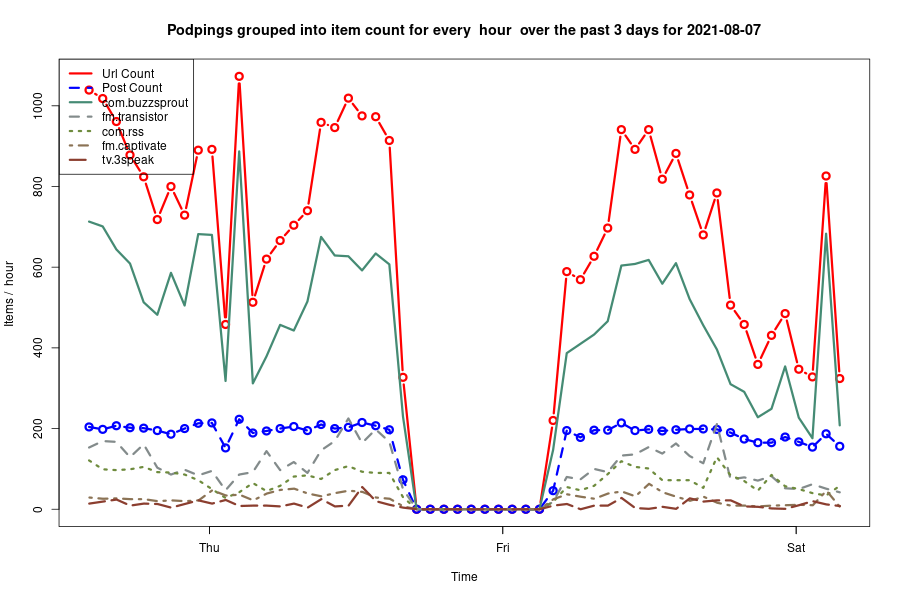 Podpings grouped into item count for every  hour  over the past 3 days for 2021-08-07
Url Count
Post Count
com.buzzsprout
fm.transistor
com.rss
fm.captivate
tv.3speak
Items /  hour
1000
800
600
400
200
0
Thu
Fri
Sat
Time